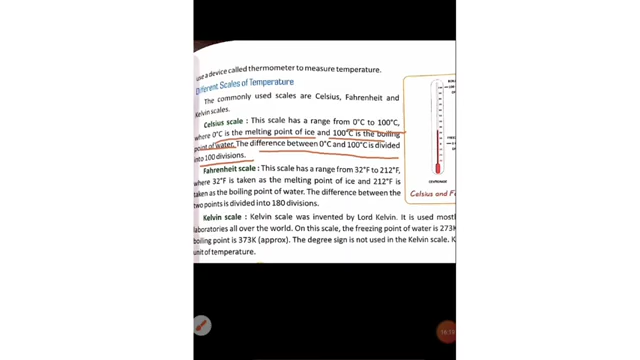 use a device called thermometer to measure temperature.
Different Scales of Temperature
The commonly used scales are Celsius, Fahrenheit and
Kelvin scales.
Celsius scale : This scale has a range from 0°C to 100°C,
where 0°C is the melting point of ice and 100°C is the boiling
point of water. The difference between 0°C and 100°C is divided
into 100 divisions.
Fahrenheit scale : This scale has a range from 32°F to 212°F,
where 32°F is taken as the melting point of ice and 212°F is
taken as the boiling point of water. The difference between the
two points is divided into 180 divisions.
Celsius and F
Kelvin scale : Kelvin scale was invented by Lord Kelvin. It is used most
laboratories all over the world. On this scale, the freezing point of water is 273K
boiling point is 373K (approx). The degree sign is not used in the Kelvin scale. K
unit of temperature.